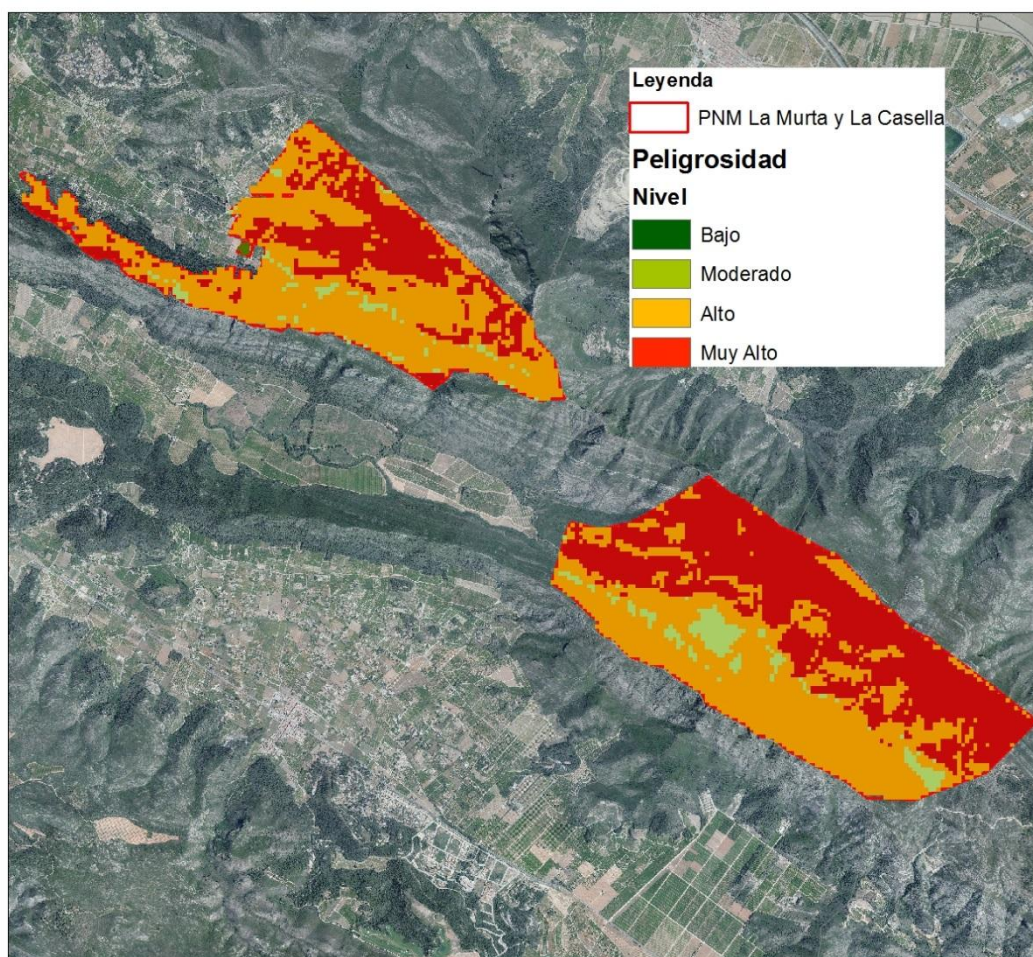 Leyenda
PNM La Murta y La Casella
Peligrosidad
Nivel
Bajo
Moderado
Alto
Muy Alto